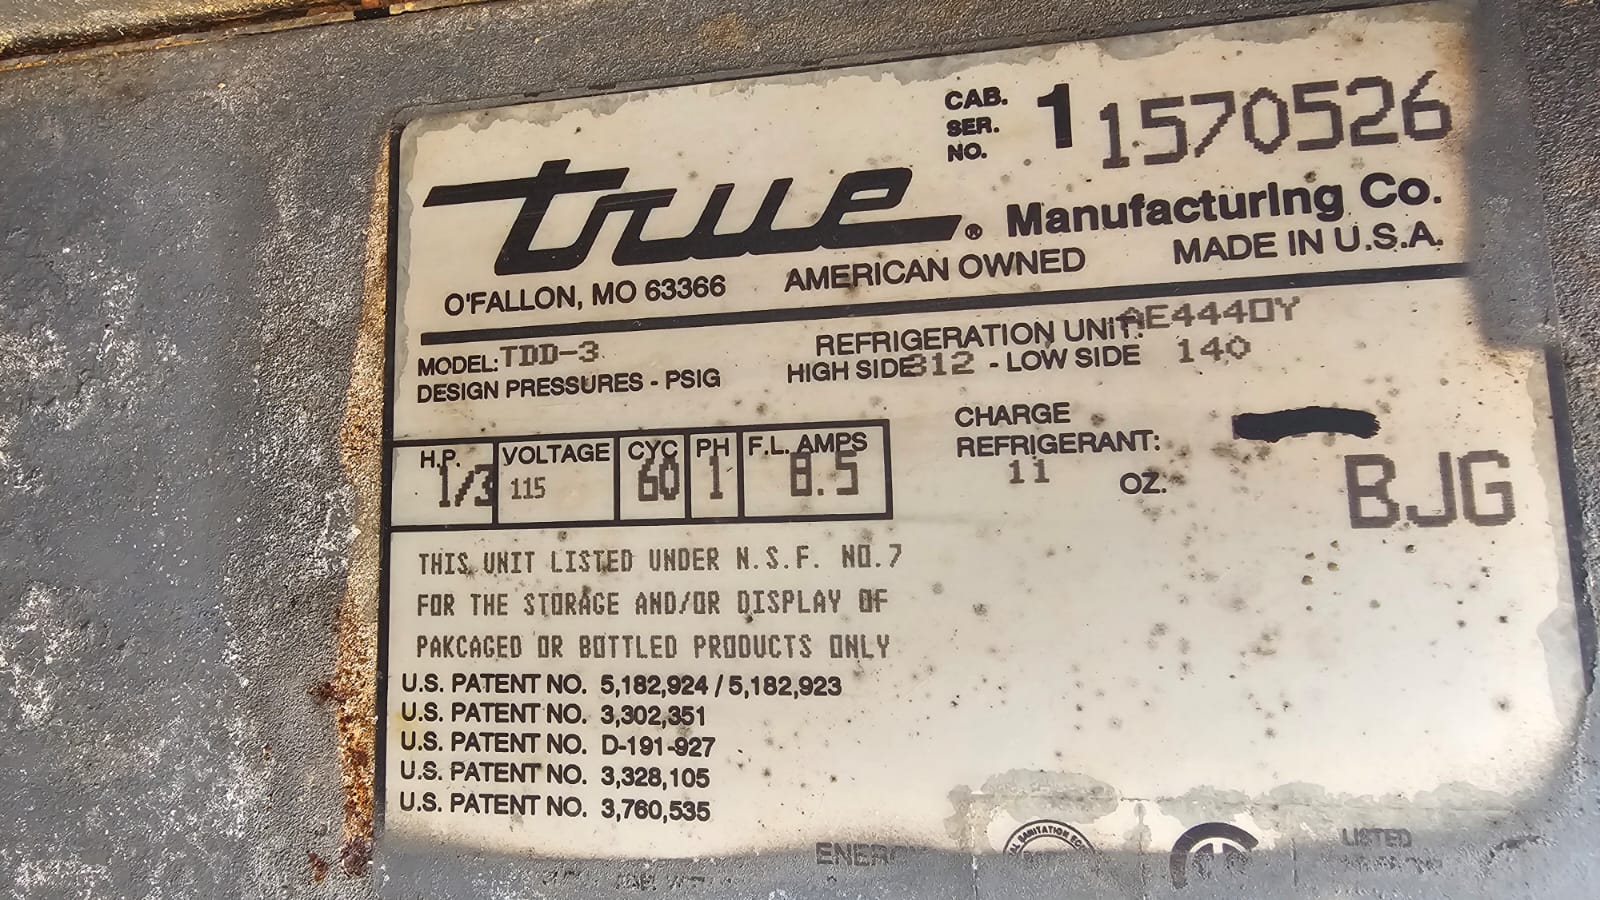 CAB.
SER.
NO.
1 1570526
true ®
Manufacturing Co.
O'FALLON, MO 63366 AMERICAN OWNED MADE IN U.S.A.
MODEL: TDD-3 REFRIGERATION UNIT: AE4440Y
DESIGN PRESSURES - PSIG HIGH SIDE 312 - LOW SIDE 140
H.P. VOLTAGE CYC PH F.L. AMPS
1/3 115 60 1 8.5
CHARGE
REFRIGERANT:
11 OZ.
BJG
THIS UNIT LISTED UNDER N.S.F. NO.7
FOR THE STORAGE AND/OR DISPLAY OF
PAKCAGED OR BOTTLED PRODUCTS ONLY
U.S. PATENT NO. 5,182,924 / 5,182,923
U.S. PATENT NO. 3,302,351
U.S. PATENT NO. D-191-927
U.S. PATENT NO. 3,328,105
U.S. PATENT NO. 3,760,535
SANITATION
LISTED